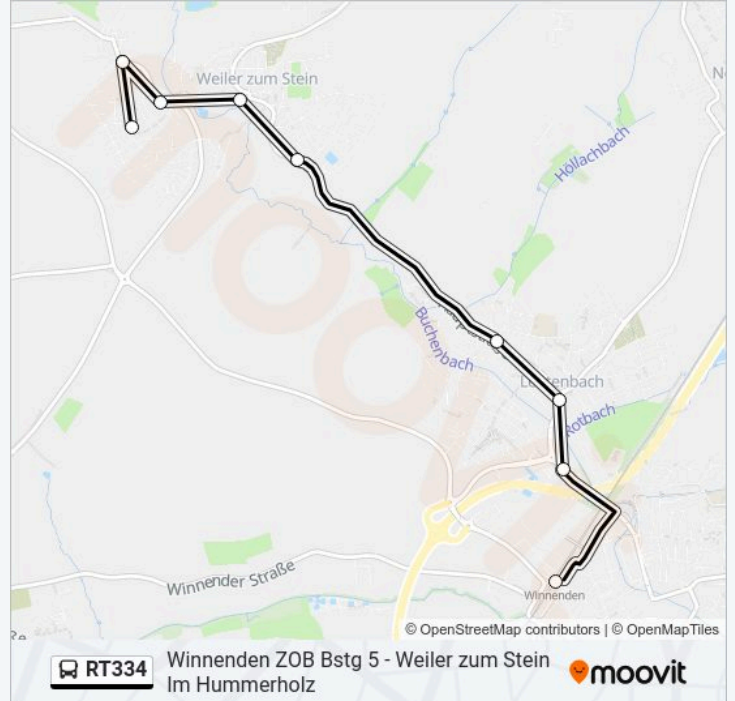 Weiler zum Stein
Höllachbach
Buchenbach
Rotbach
Winnender Straße
Winnenden
© OpenStreetMap contributors | © OpenMapTiles
RT334
Winnenden ZOB Bstg 5 - Weiler zum Stein
Im Hummerholz
moovit